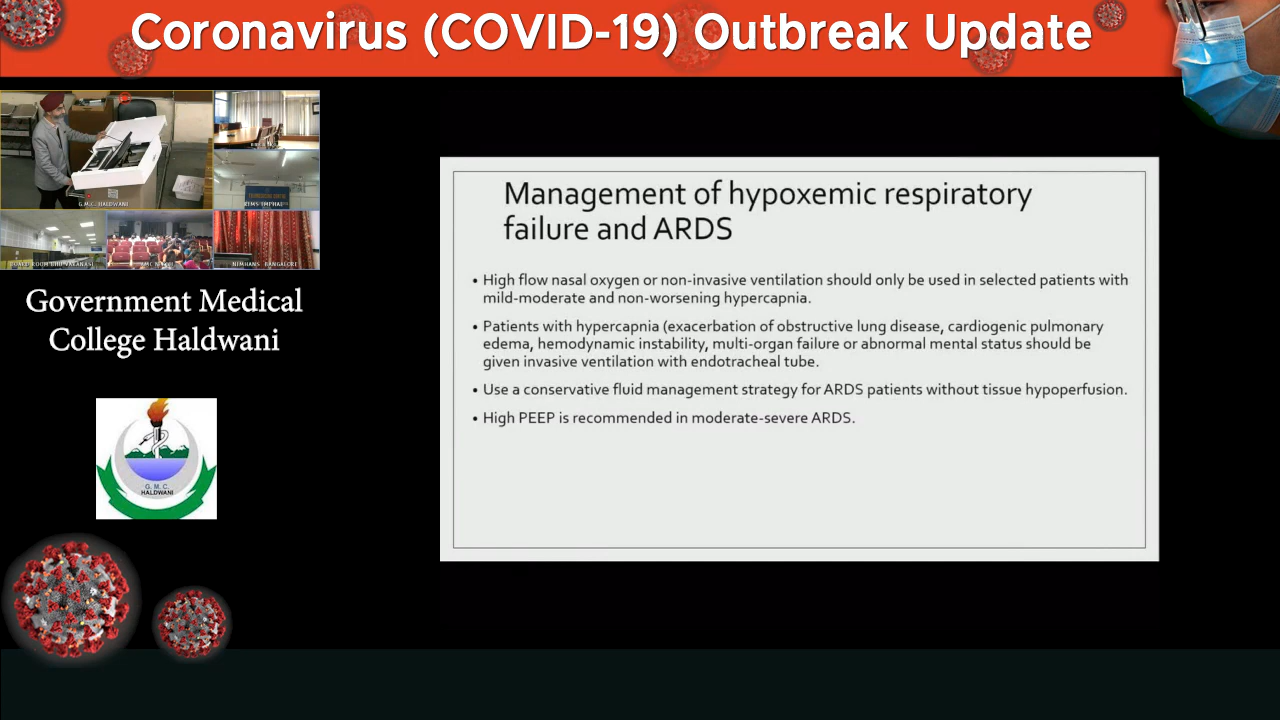 Coronavirus (COVID-19) Outbreak Update
G.M.C. HALDWANI
NIMHANS BANGALORE
Government Medical
College Haldwani
G. M. C.
HALDWANI
Management of hypoxemic respiratory
failure and ARDS
• High flow nasal oxygen or non-invasive ventilation should only be used in selected patients with
mild-moderate and non-worsening hypercapnia.
• Patients with hypercapnia (exacerbation of obstructive lung disease, cardiogenic pulmonary
edema, hemodynamic instability, multi-organ failure or abnormal mental status should be
given invasive ventilation with endotracheal tube.
• Use a conservative fluid management strategy for ARDS patients without tissue hypoperfusion.
• High PEEP is recommended in moderate-severe ARDS.